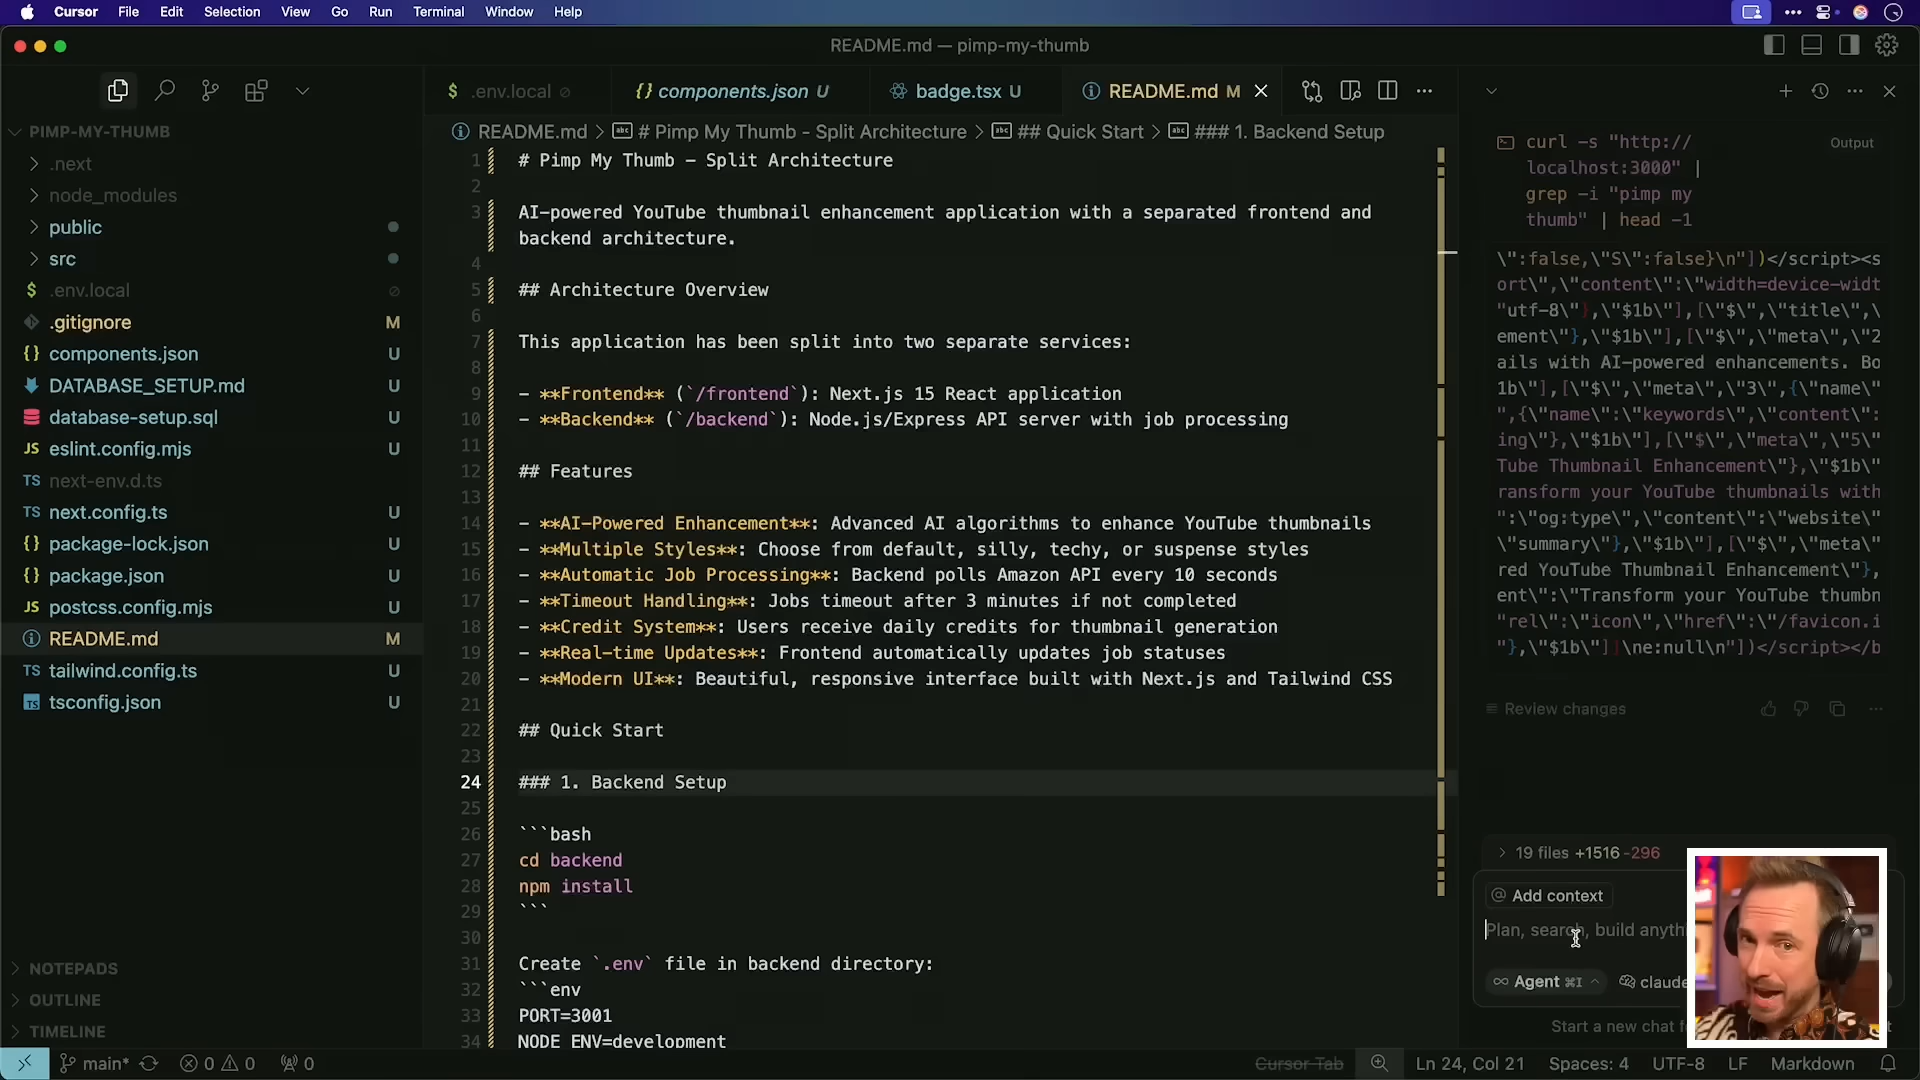 Cursor File Edit Selection View Go Run Terminal Window Help
README.md — pimp-my-thumb
$ .env.local
{} components.json U
badge.tsx U
README.md M
README.md > # Pimp My Thumb - Split Architecture > ## Quick Start > ### 1. Backend Setup
PIMP-MY-THUMB
.next
node_modules
public
src
$ .env.local
.gitignore M
{} components.json U
DATABASE_SETUP.md U
database-setup.sql U
JS eslint.config.mjs U
TS next-env.d.ts
TS next.config.ts U
{} package-lock.json U
{} package.json U
JS postcss.config.mjs U
README.md M
TS tailwind.config.ts U
tsconfig.json U
NOTEPADS
OUTLINE
TIMELINE
1 # Pimp My Thumb - Split Architecture
2
3 AI-powered YouTube thumbnail enhancement application with a separated frontend and
backend architecture.
4
5 ## Architecture Overview
6
7 This application has been split into two separate services:
8
9 - **Frontend** (`/frontend`): Next.js 15 React application
10 - **Backend** (`/backend`): Node.js/Express API server with job processing
11
12 ## Features
13
14 - **AI-Powered Enhancement**: Advanced AI algorithms to enhance YouTube thumbnails
15 - **Multiple Styles**: Choose from default, silly, techy, or suspense styles
16 - **Automatic Job Processing**: Backend polls Amazon API every 10 seconds
17 - **Timeout Handling**: Jobs timeout after 3 minutes if not completed
18 - **Credit System**: Users receive daily credits for thumbnail generation
19 - **Real-time Updates**: Frontend automatically updates job statuses
20 - **Modern UI**: Beautiful, responsive interface built with Next.js and Tailwind CSS
21
22 ## Quick Start
23
24 ### 1. Backend Setup
25
26 ```bash
27 cd backend
28 npm install
29 ```
30
31 Create `.env` file in backend directory:
32 ```env
33 PORT=3001
34 NODE_ENV=development
curl -s "http:// Output
localhost:3000" |
grep -i "pimp my
thumb" | head -1
\":false,\"S\":false}\n"])</script><s
ort\",\"content\":\"width=device-widt
"utf-8\"},\"$1b\"],[\"$\",\"title\",\
ement\"},\"$1b\"],[\"$\",\"meta\",\"2
ails with AI-powered enhancements. Bo
1b\"],[\"$\",\"meta\",\"3\",{\"name\"
",{\"name\":\"keywords\",\"content\":
ing\"},\"$1b\"],[\"$\",\"meta\",\"5\"
Tube Thumbnail Enhancement\"},\"$1b\"
ransform your YouTube thumbnails with
":\"og:type\",\"content\":\"website\"
\"summary\"},\"$1b\"],[\"$\",\"meta\"
red YouTube Thumbnail Enhancement\"},
ent\":\"Transform your YouTube thumbn
"rel\":\"icon\",\"href\":\"/favicon.i
"},\"$1b\"]]\ne:null\n"])</script></b
Review changes
19 files +1516 -296
@ Add context
Plan, search, build anythi
Agent ⌘I claude
Start a new chat f
main* 0 0 0
Cursor Tab Ln 24, Col 21 Spaces: 4 UTF-8 LF Markdown